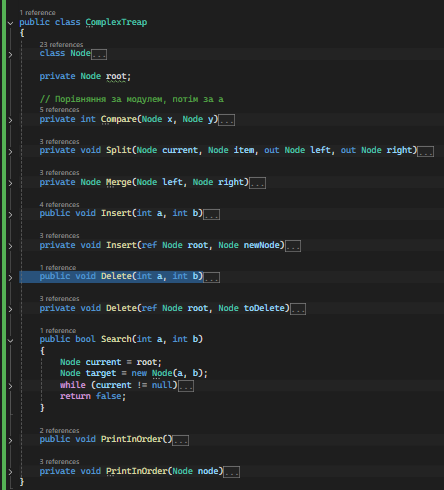 1 reference
public class ComplexTreap
{
23 references
class Node...
private Node root;
// Порівняння за модулем, потім за a
5 references
private int Compare(Node x, Node y)...
3 references
private void Split(Node current, Node item, out Node left, out Node right)...
3 references
private Node Merge(Node left, Node right)...
4 references
public void Insert(int a, int b)...
3 references
private void Insert(ref Node root, Node newNode)...
1 reference
public void Delete(int a, int b)...
3 references
private void Delete(ref Node root, Node toDelete)...
1 reference
public bool Search(int a, int b)
{
Node current = root;
Node target = new Node(a, b);
while (current != null)...
return false;
}
2 references
public void PrintInOrder()...
3 references
private void PrintInOrder(Node node)...
}